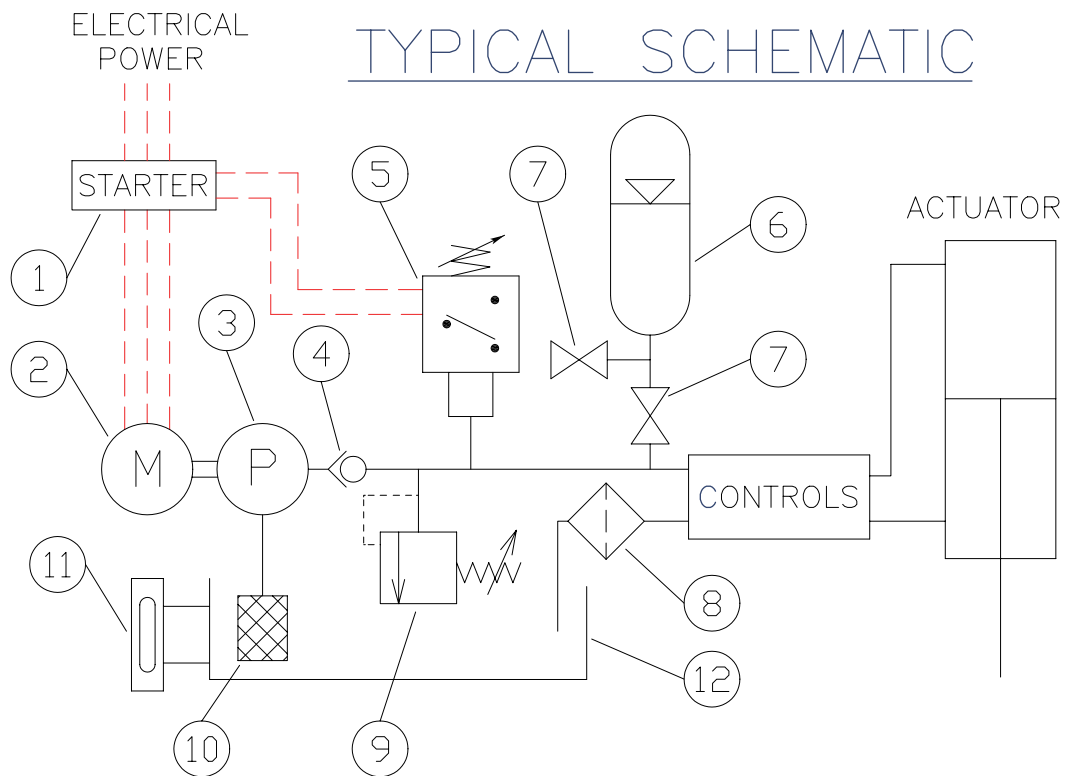 ELECTRICAL
POWER
TYPICAL SCHEMATIC
STARTER
5
7
6
ACTUATOR
1
3
4
7
2
M
P
CONTROLS
11
8
12
10
9